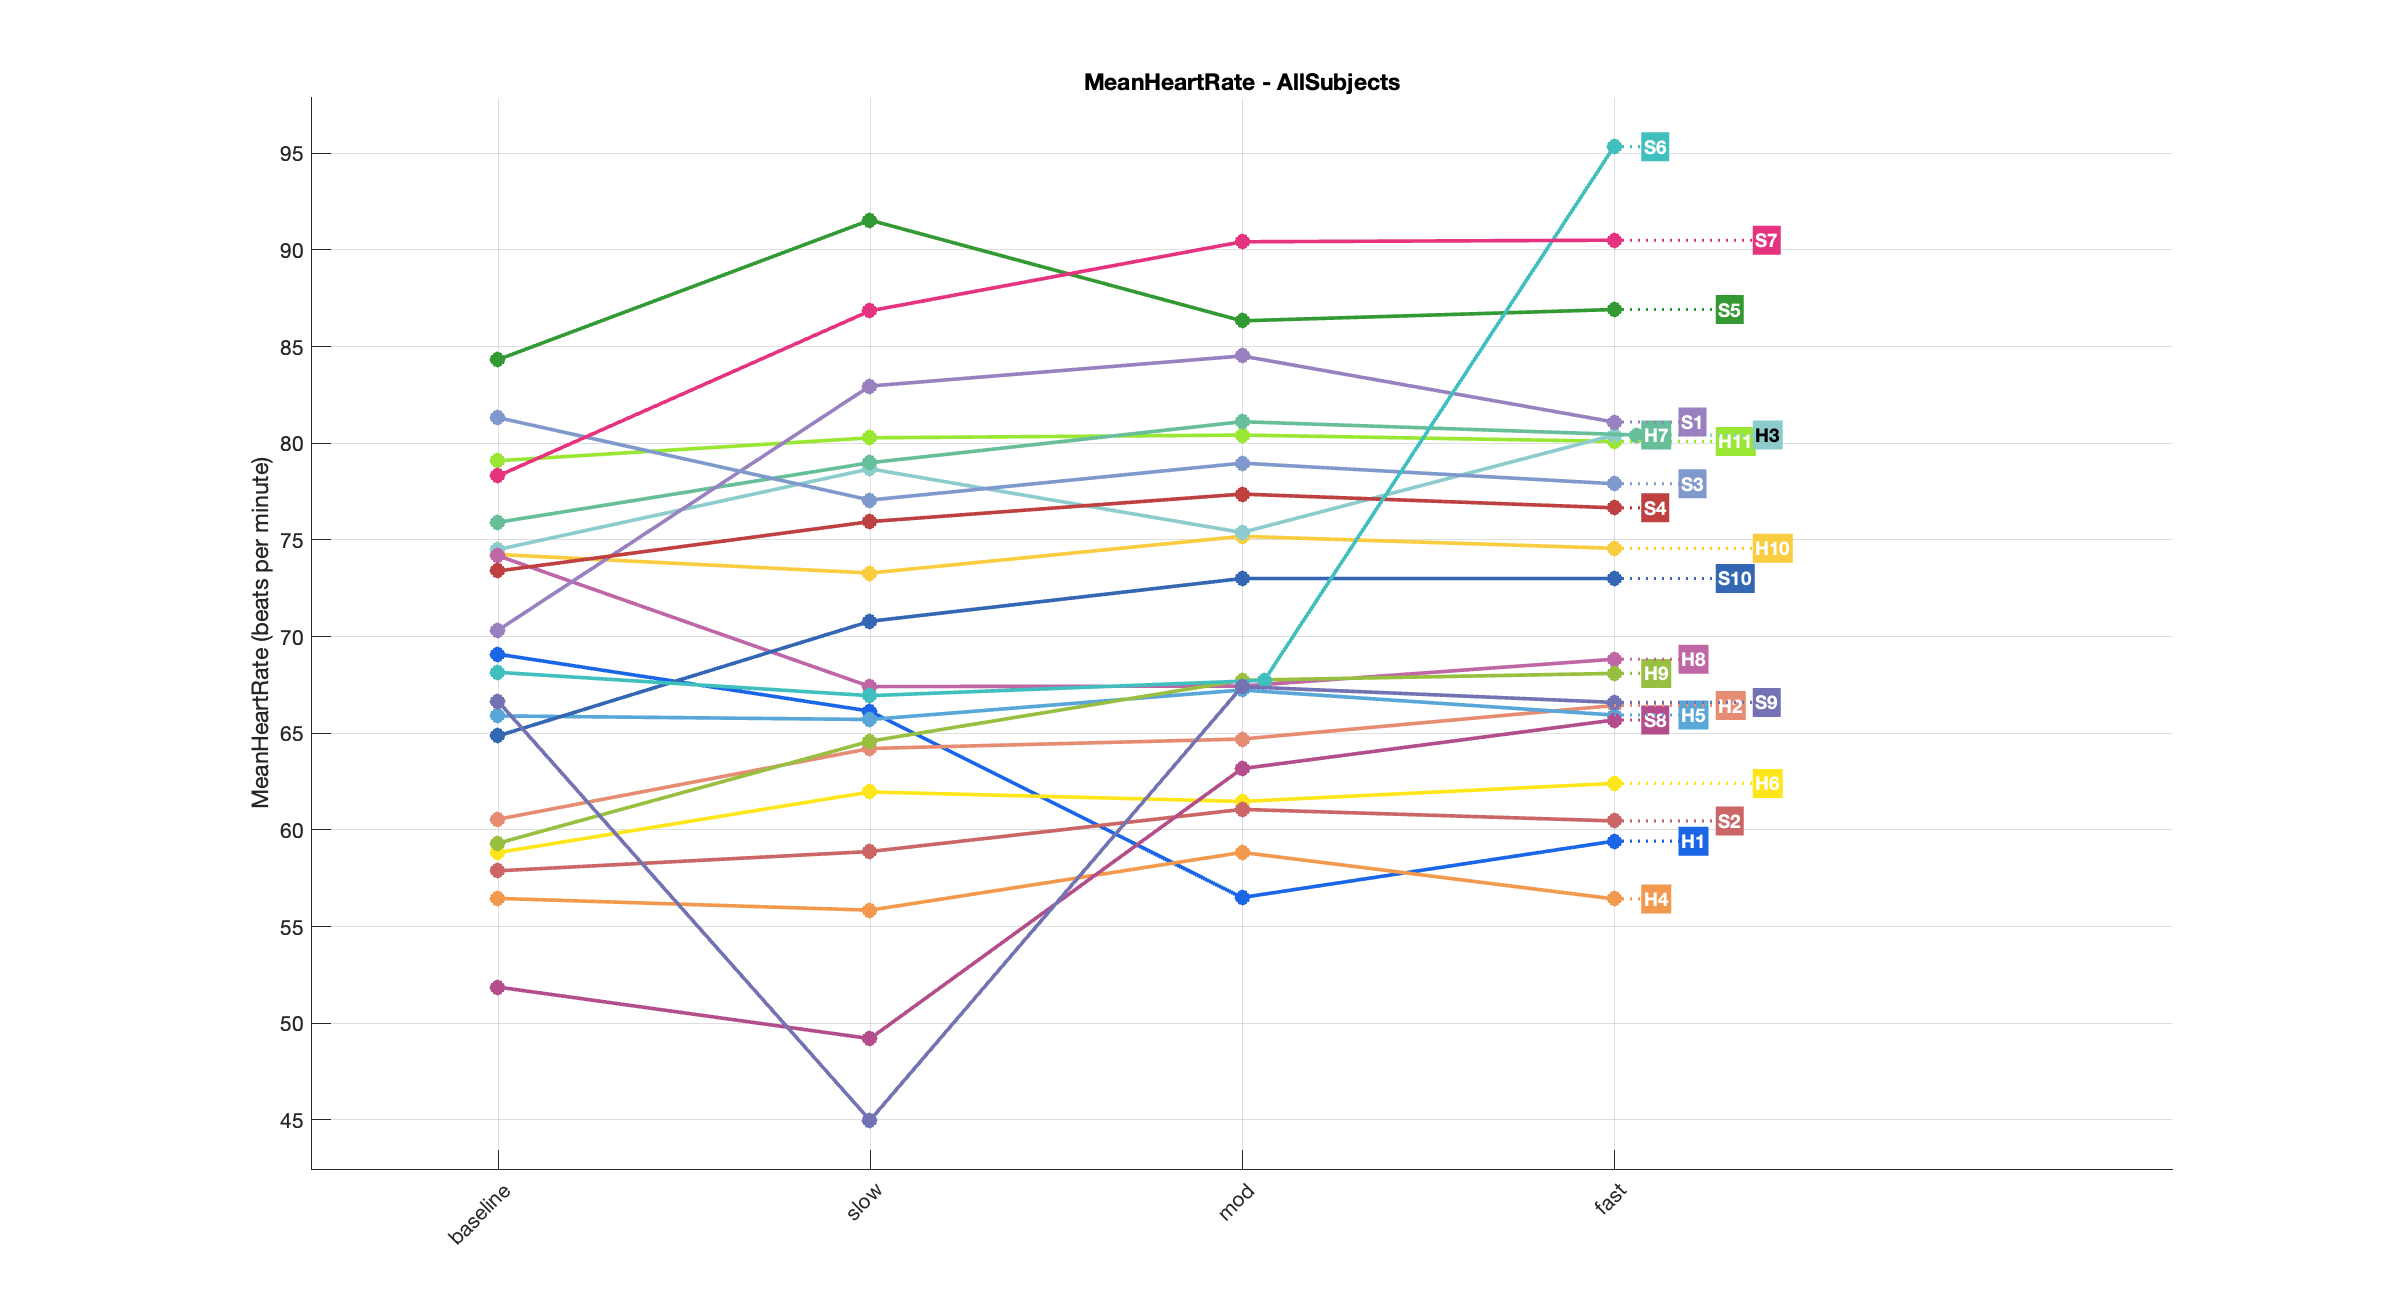 MeanHeartRate - AllSubjects
MeanHeartRate (beats per minute)
95
90
85
80
75
70
65
60
55
50
45
baseline
slow
mod
fast
S6
S7
S5
S1
H7
H11
H3
S3
S4
H10
S10
H8
H9
H2
S9
H5
S8
H6
S2
H1
H4